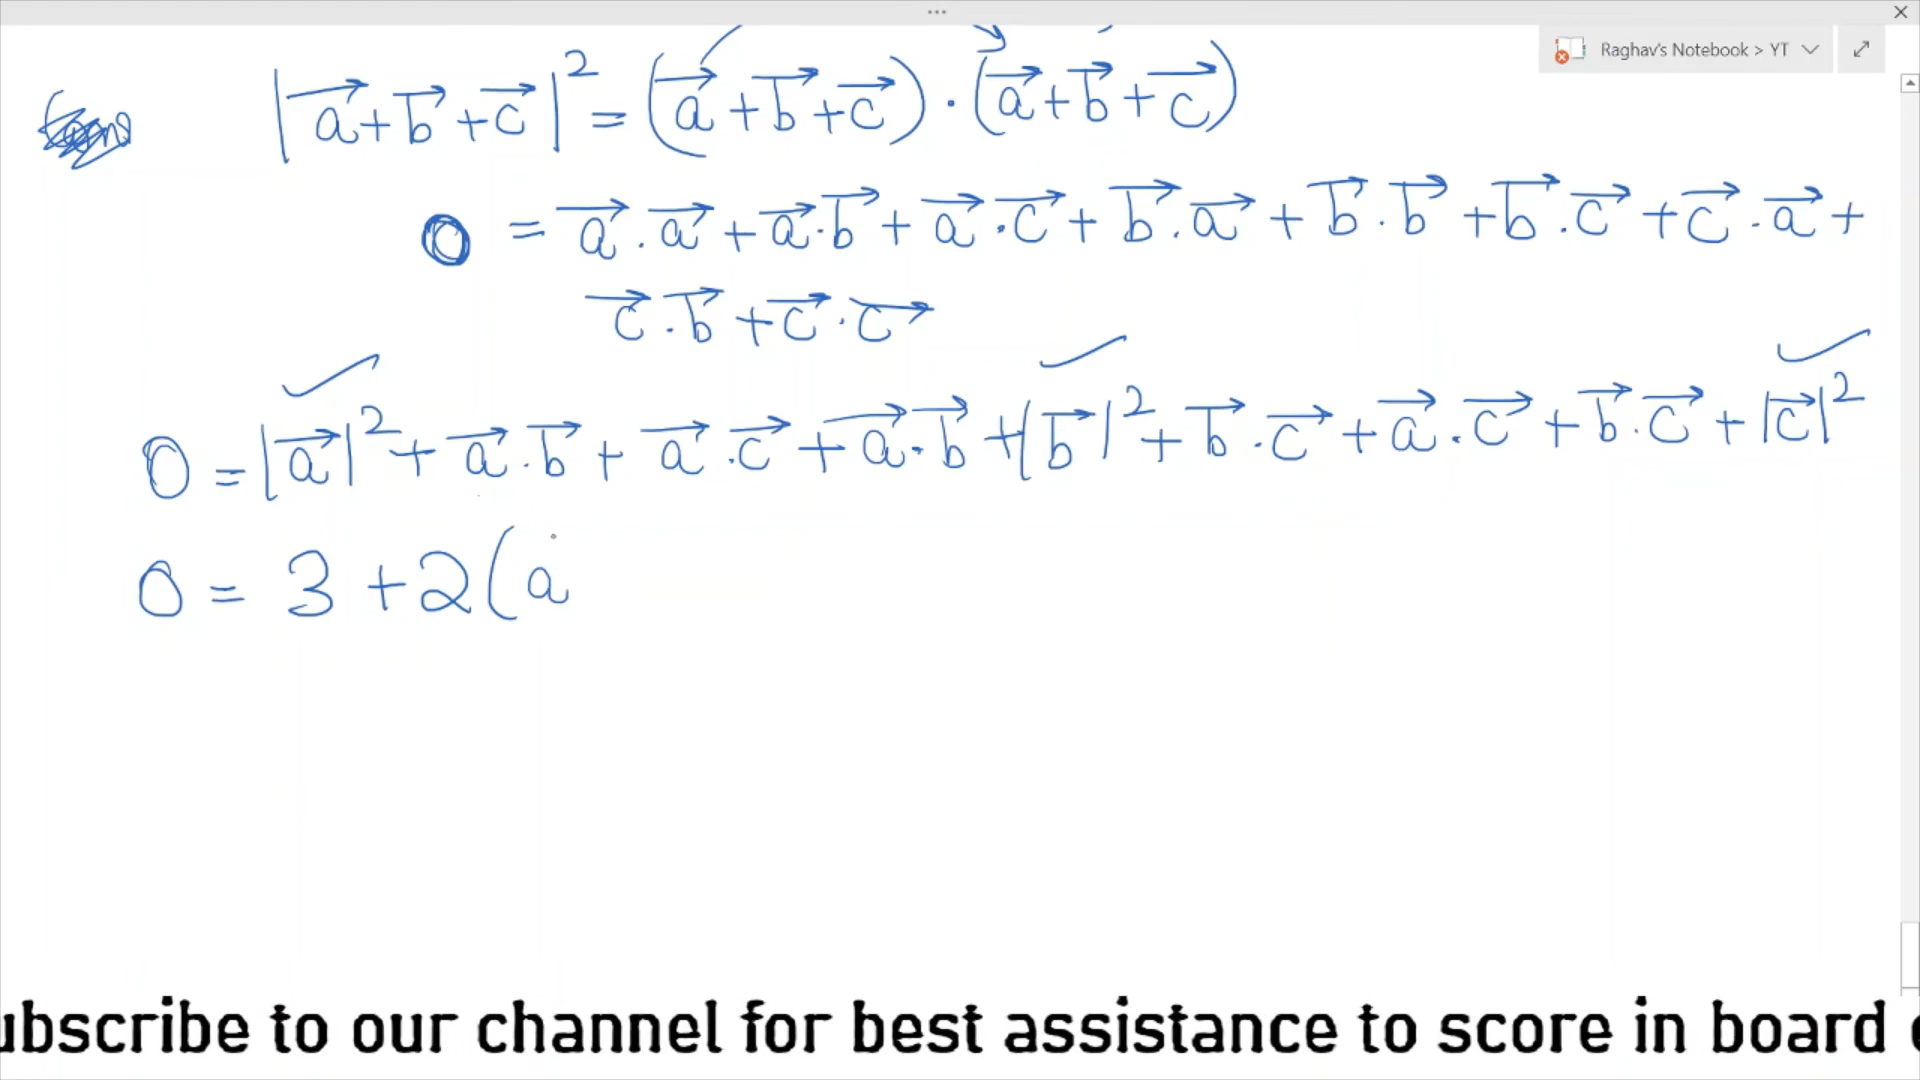 Raghav's Notebook > YT
|a⃗+b⃗+c⃗|² = (a⃗+b⃗+c⃗)·(a⃗+b⃗+c⃗)
0 = a⃗·a⃗+a⃗·b⃗+a⃗·c⃗+b⃗·a⃗+b⃗·b⃗+b⃗·c⃗+c⃗·a⃗+
c⃗·b⃗+c⃗·c⃗
0 = |a⃗|²+a⃗·b⃗+a⃗·c⃗+a⃗·b⃗+|b⃗|²+b⃗·c⃗+a⃗·c⃗+b⃗·c⃗+|c⃗|²
0 = 3+2(a
ubscribe to our channel for best assistance to score in board